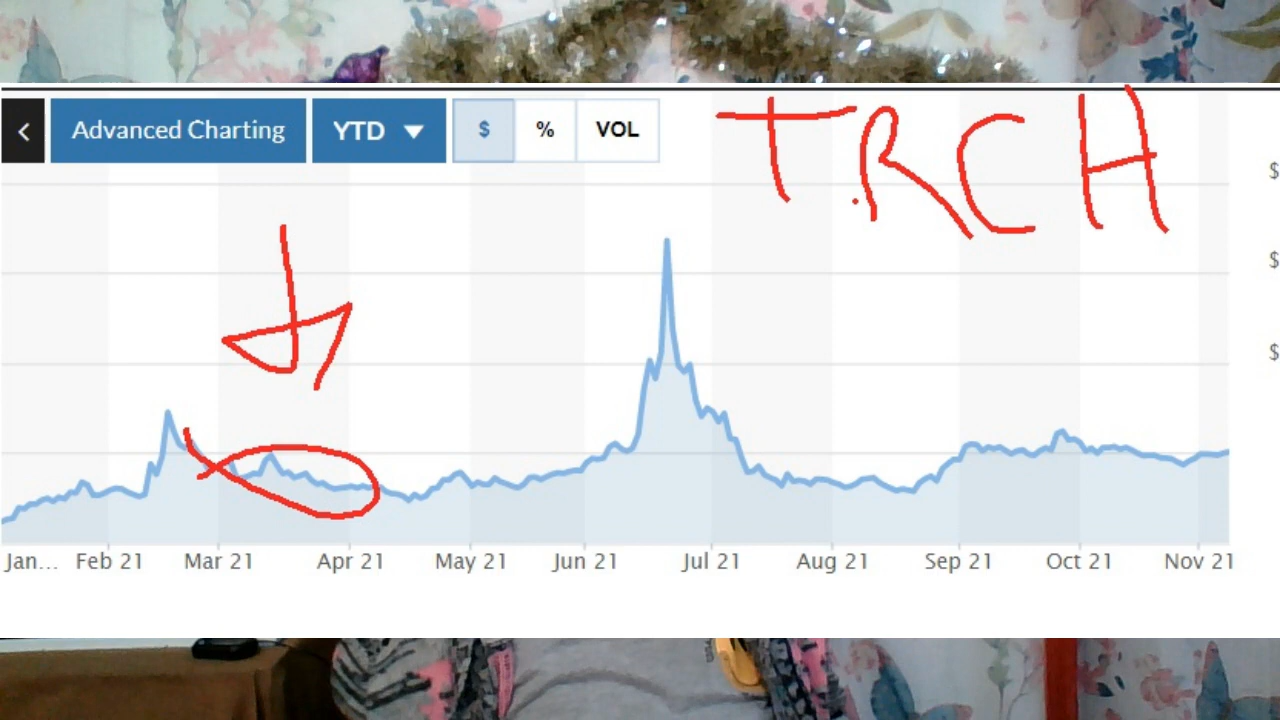 Advanced Charting YTD $ % VOL
TRCH
$
$
$
Jan... Feb 21 Mar 21 Apr 21 May 21 Jun 21 Jul 21 Aug 21 Sep 21 Oct 21 Nov 21